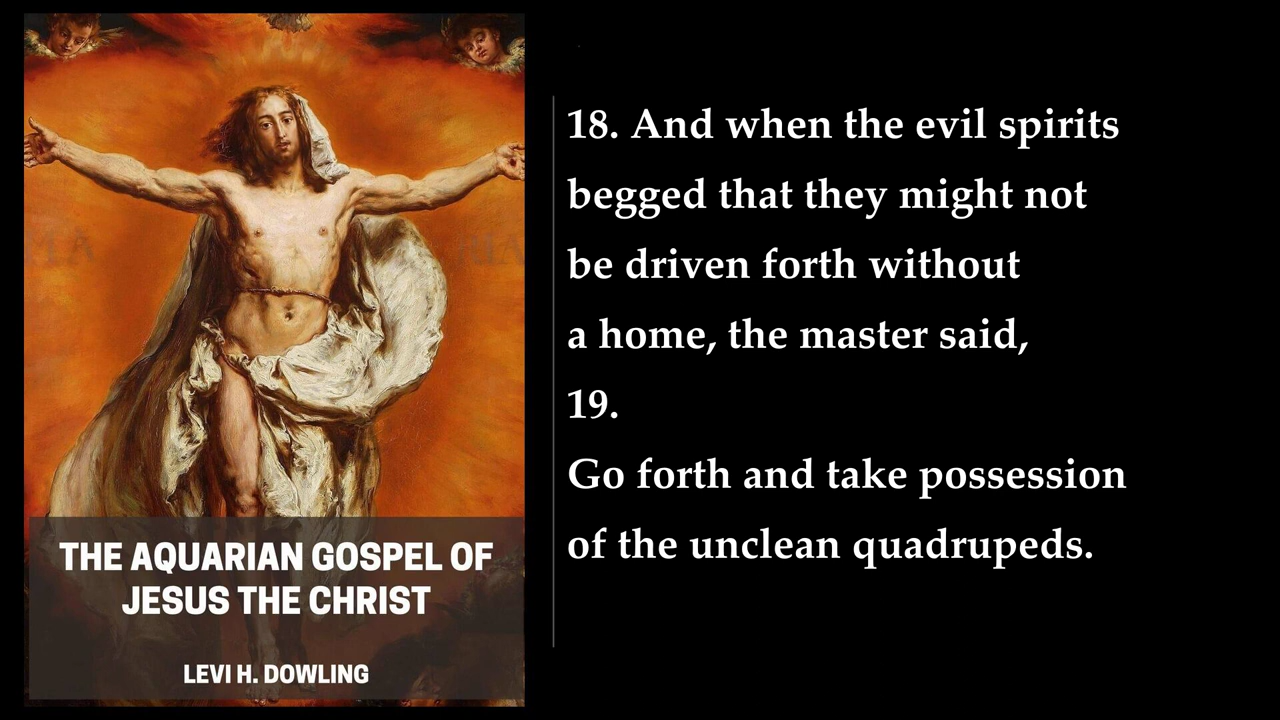 THE AQUARIAN GOSPEL OF
JESUS THE CHRIST
LEVI H. DOWLING
18. And when the evil spirits
begged that they might not
be driven forth without
a home, the master said,
19.
Go forth and take possession
of the unclean quadrupeds.